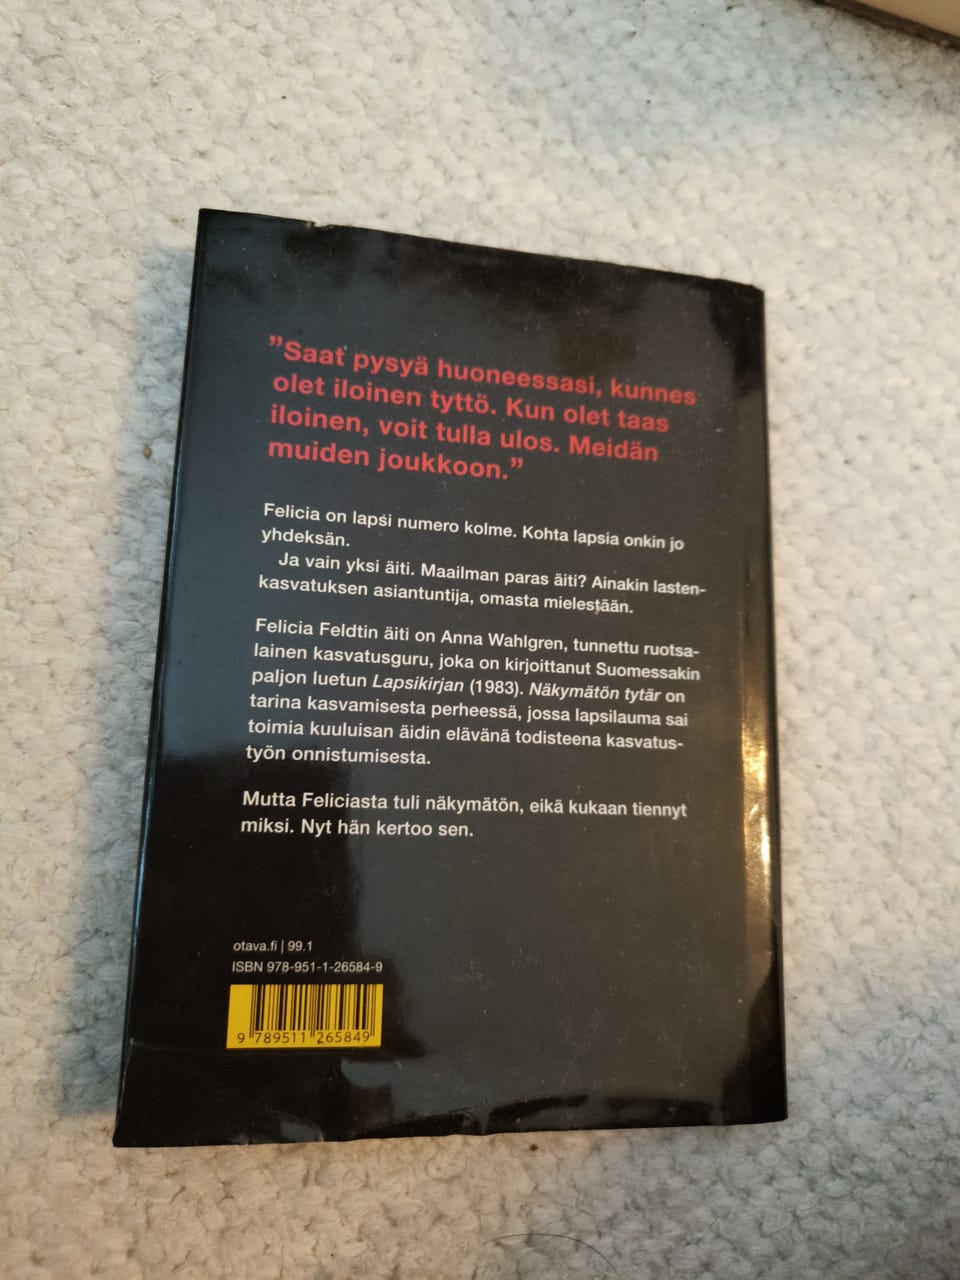 ”Saat pysyä huoneessasi, kunnes
olet iloinen tyttö. Kun olet taas
iloinen, voit tulla ulos. Meidän
muiden joukkoon.”
Felicia on lapsi numero kolme. Kohta lapsia onkin jo
yhdeksän.
Ja vain yksi äiti. Maailman paras äiti? Ainakin lasten-
kasvatuksen asiantuntija, omasta mielestään.
Felicia Feldtin äiti on Anna Wahlgren, tunnettu ruotsa-
lainen kasvatusguru, joka on kirjoittanut Suomessakin
paljon luetun Lapsikirjan (1983). Näkymätön tytär on
tarina kasvamisesta perheessä, jossa lapsilauma sai
toimia kuuluisan äidin elävänä todisteena kasvatus-
työn onnistumisesta.
Mutta Feliciasta tuli näkymätön, eikä kukaan tiennyt
miksi. Nyt hän kertoo sen.
otava.fi | 99.1
ISBN 978-951-1-26584-9
9 789511 265849